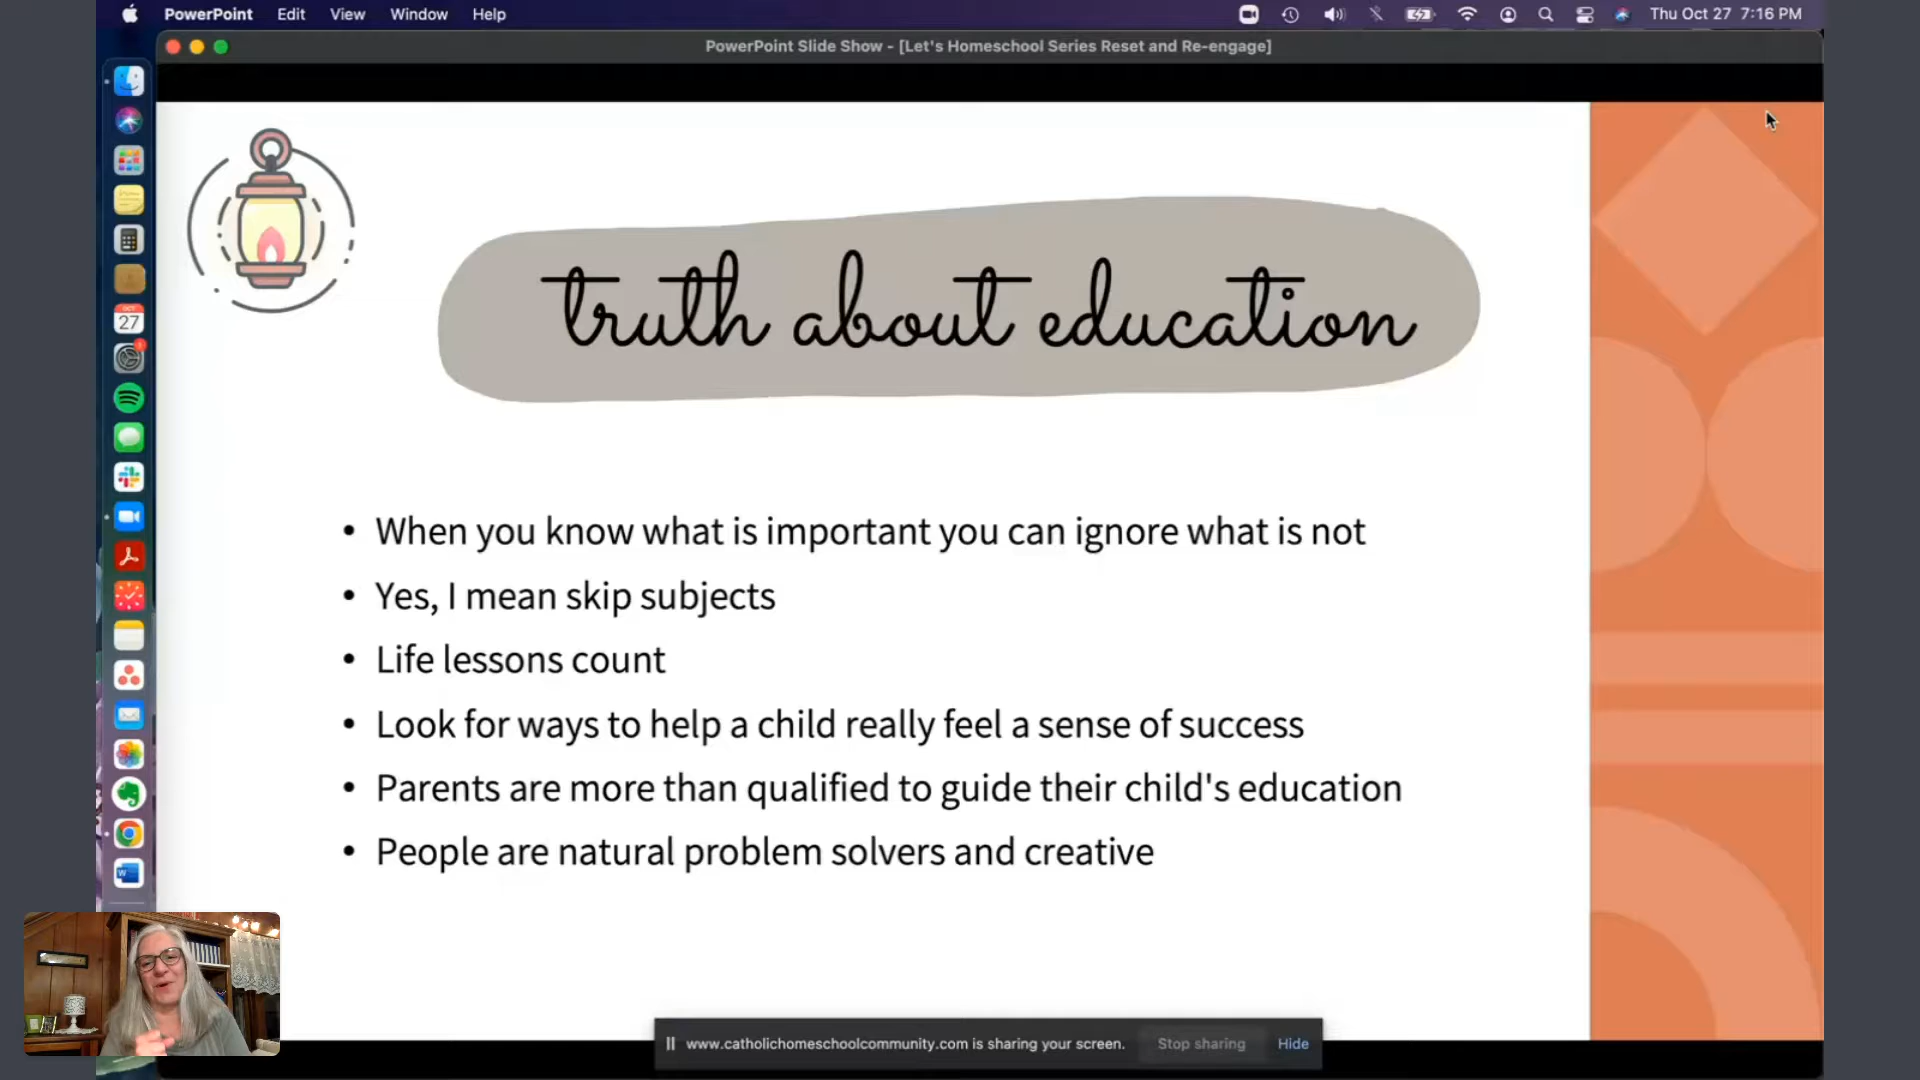 PowerPoint Edit View Window Help Thu Oct 27 7:16 PM
PowerPoint Slide Show - [Let's Homeschool Series Reset and Re-engage]
truth about education
OCT
27
• When you know what is important you can ignore what is not
• Yes, I mean skip subjects
• Life lessons count
• Look for ways to help a child really feel a sense of success
• Parents are more than qualified to guide their child's education
• People are natural problem solvers and creative
W
www.catholichomeschoolcommunity.com is sharing your screen. Stop sharing Hide